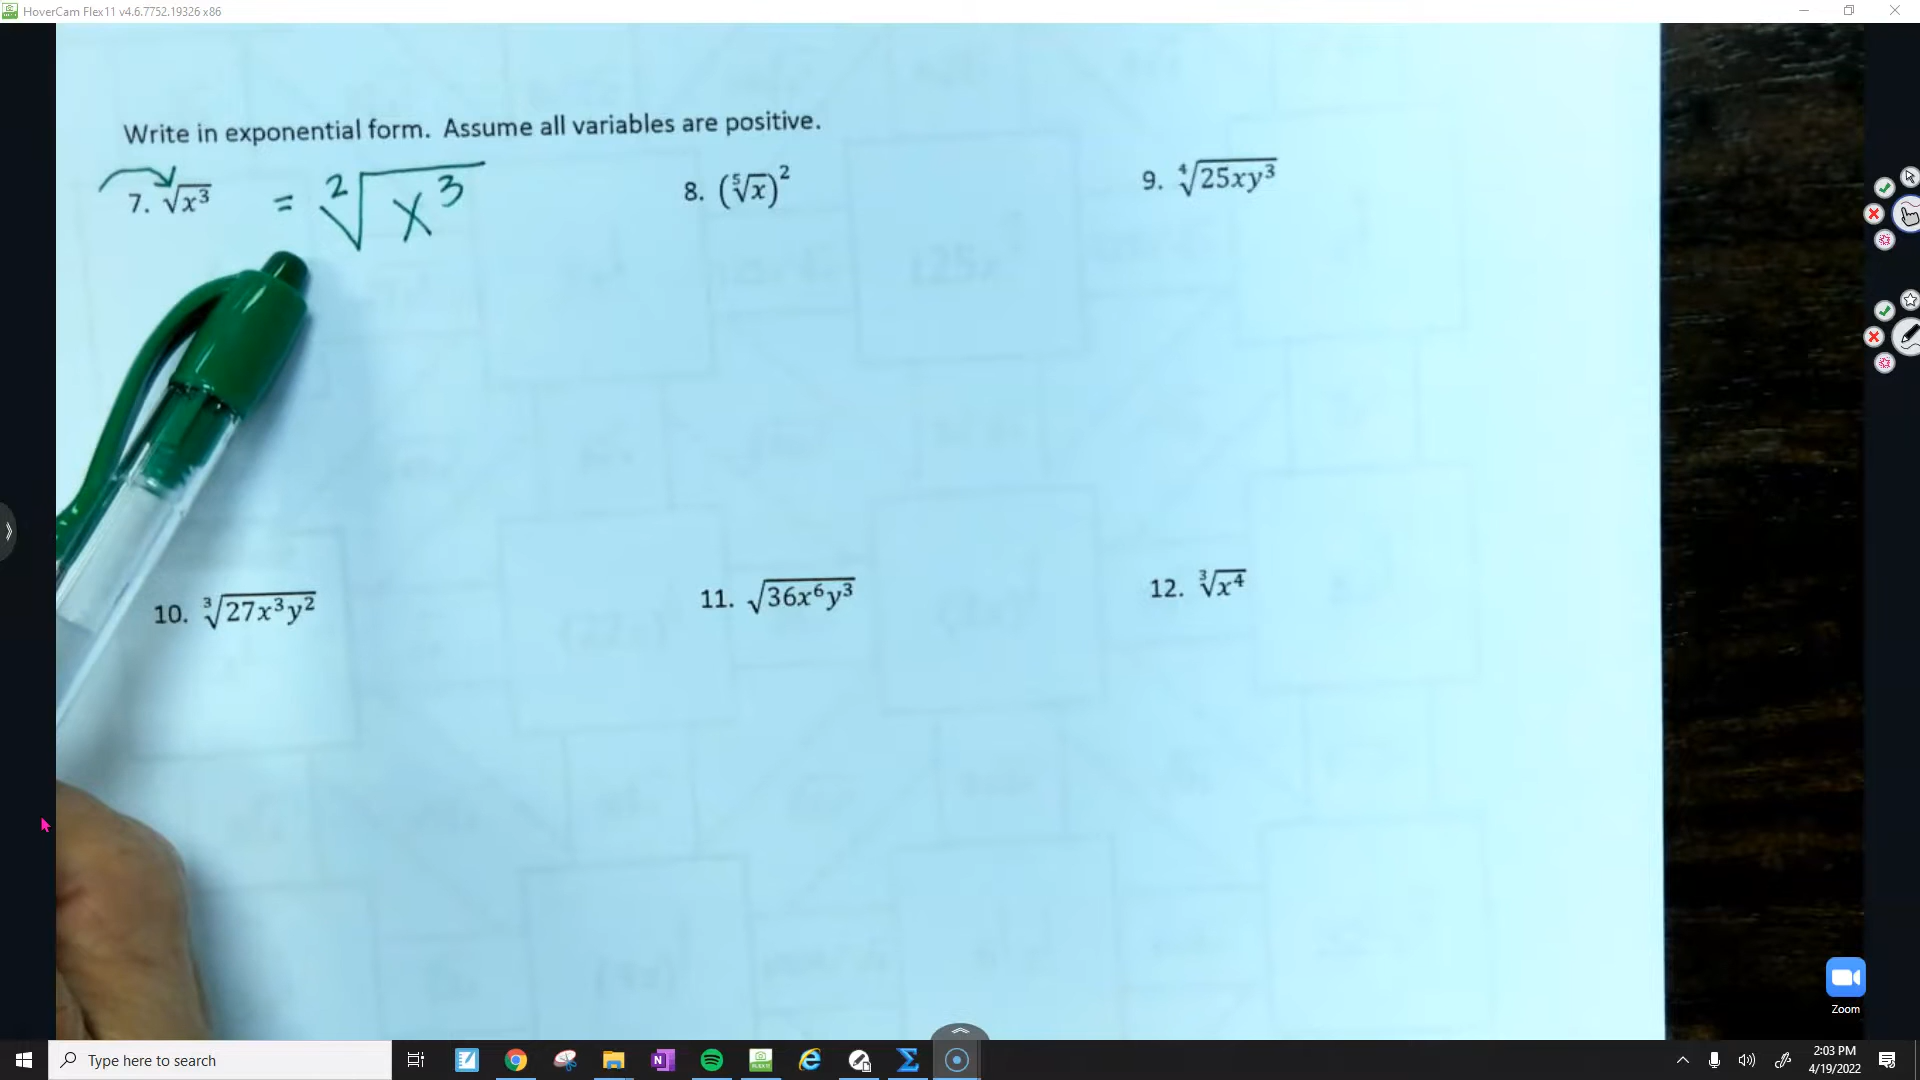 HoverCam Flex11 v4.6.7752.19326 x86
Write in exponential form. Assume all variables are positive.
7. √x³ = ²√x³
8. (⁵√x)²
9. ⁴√25xy³
10. ³√27x³y²
11. √36x⁶y³
12. ³√x⁴
Zoom
Type here to search
2:03 PM
4/19/2022